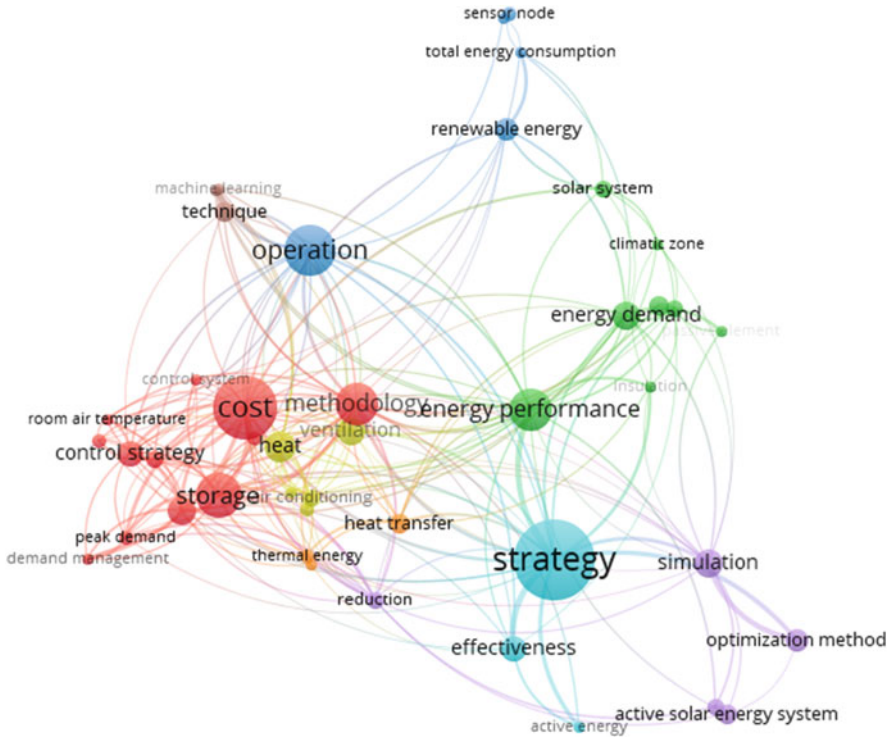 sensor node
total energy consumption
renewable energy
machine learning
solar system
technique
operation
climatic zone
energy demand
passive element
control system
insulation
cost
methodology
energy performance
room air temperature
ventilation
control strategy
heat
storage
air conditioning
peak demand
heat transfer
demand management
thermal energy
strategy
simulation
reduction
effectiveness
optimization method
active solar energy system
active energy